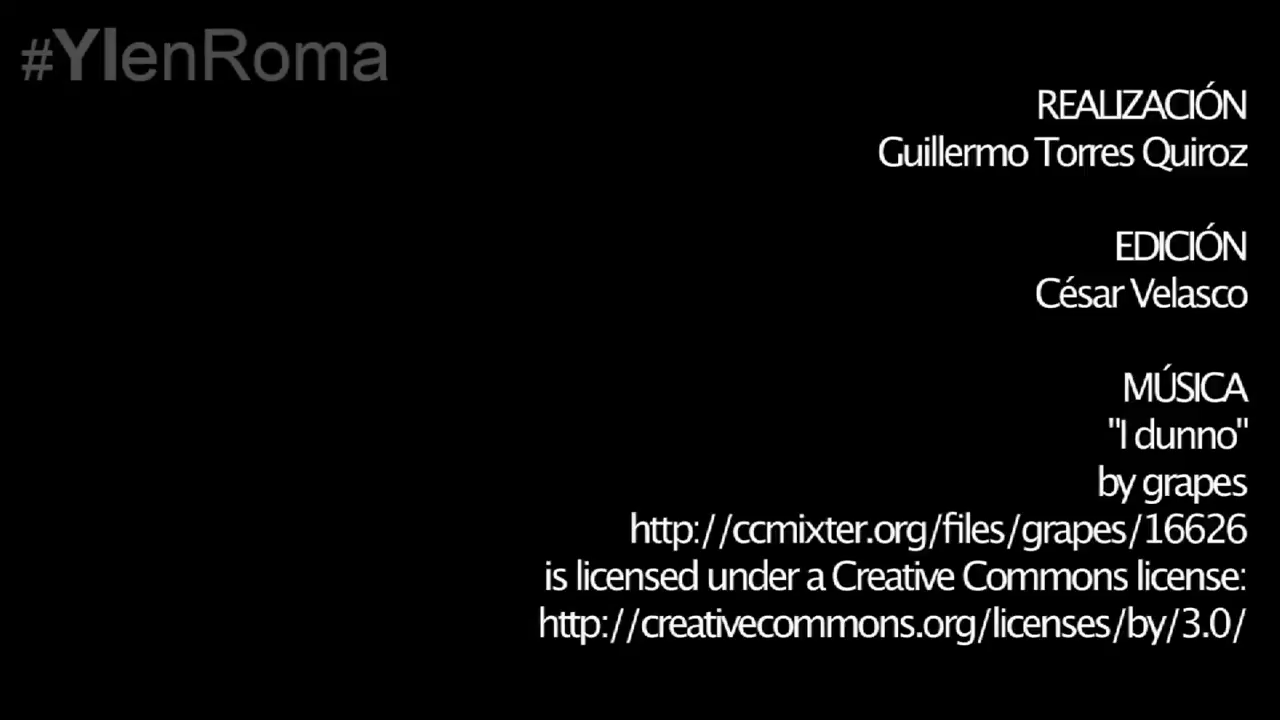 #YIenRoma
REALIZACIÓN
Guillermo Torres Quiroz
EDICIÓN
César Velasco
MÚSICA
"I dunno"
by grapes
http://ccmixter.org/files/grapes/16626
is licensed under a Creative Commons license:
http://creativecommons.org/licenses/by/3.0/